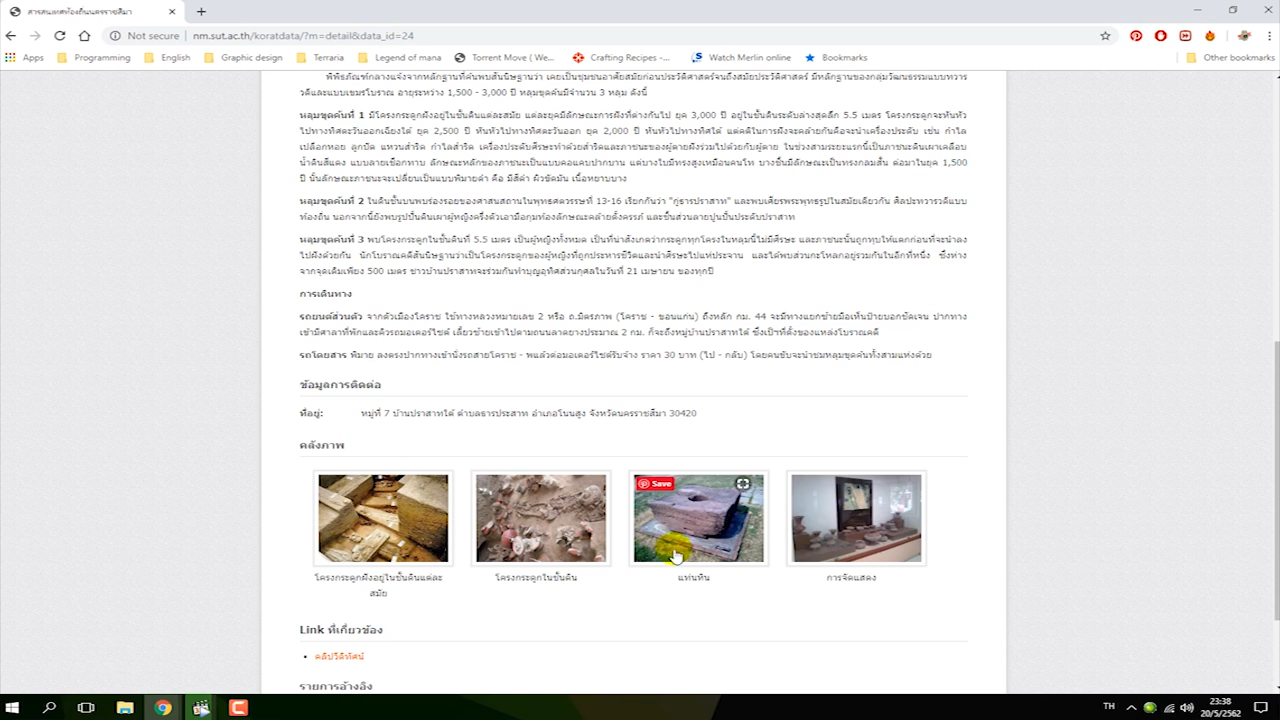 สารสนเทศท้องถิ่นนครราชสีมา
Not secure | nm.sut.ac.th/koratdata/?m=detail&data_id=24
Apps Programming English Graphic design Terraria Legend of mana Torrent Move ( We... Crafting Recipes -... Watch Merlin online Bookmarks Other bookmarks
พิพิธภัณฑ์กลางแจ้งจากหลักฐานที่ค้นพบสันนิษฐานว่า เคยเป็นชุมชนอาศัยสมัยก่อนประวัติศาสตร์จนถึงสมัยประวัติศาสตร์ มีหลักฐานของกลุ่มวัฒนธรรมแบบทวาร
วดีและแบบเขมรโบราณ อายุระหว่าง 1,500 - 3,000 ปี หลุมขุดค้นมีจำนวน 3 หลุม ดังนี้
หลุมขุดค้นที่ 1 มีโครงกระดูกฝังอยู่ในชั้นดินแต่ละสมัย แต่ละยุคมีลักษณะการฝังที่ต่างกันไป ยุค 3,000 ปี อยู่ในชั้นดินระดับล่างสุดลึก 5.5 เมตร โครงกระดูกจะหันหัว
ไปทางทิศตะวันออกเฉียงใต้ ยุค 2,500 ปี หันหัวไปทางทิศตะวันออก ยุค 2,000 ปี หันหัวไปทางทิศใต้ แต่คติในการฝังจะคล้ายกันคือจะนำเครื่องประดับ เช่น กำไล
เปลือกหอย ลูกปัด แหวนสำริด กำไลสำริด เครื่องประดับศีรษะทำด้วยสำริดและภาชนะของผู้ตายฝังร่วมไปด้วยกับผู้ตาย ในช่วงสามระยะแรกนี้เป็นภาชนะดินเผาเคลือบ
น้ำดินสีแดง แบบลายเชือกทาบ ลักษณะหลักของภาชนะเป็นแบบคอแคบปากบาน แต่บางใบมีทรงสูงเหมือนคนโท บางชิ้นมีลักษณะเป็นทรงกลมสั้น ต่อมาในยุค 1,500
ปี นั้นลักษณะภาชนะจะเปลี่ยนเป็นแบบพิมายดำ คือ มีสีดำ ผิวขัดมัน เนื้อหยาบบาง
หลุมขุดค้นที่ 2 ในดินชั้นบนพบร่องรอยของศาสนสถานในพุทธศตวรรษที่ 13-16 เรียกกันว่า "กู่ธารปราสาท" และพบเศียรพระพุทธรูปในสมัยเดียวกัน ศิลปะทวารวดีแบบ
ท้องถิ่น นอกจากนี้ยังพบรูปปั้นดินเผาผู้หญิงครึ่งตัวเอามือกุมท้องลักษณะคล้ายตั้งครรภ์ และชิ้นส่วนลายปูนปั้นประดับปราสาท
หลุมขุดค้นที่ 3 พบโครงกระดูกในชั้นดินที่ 5.5 เมตร เป็นผู้หญิงทั้งหมด เป็นที่น่าสังเกตว่ากระดูกทุกโครงในหลุมนี้ไม่มีศีรษะ และภาชนะนั้นถูกทุบให้แตกก่อนที่จะนำลง
ไปฝังด้วยกัน นักโบราณคดีสันนิษฐานว่าเป็นโครงกระดูกของผู้ที่ถูกประหารชีวิตและนำศีรษะไปแห่ประจาน และได้พบส่วนกะโหลกอยู่รวมกันในอีกที่หนึ่ง ซึ่งห่าง
จากจุดเดิมเพียง 500 เมตร ชาวบ้านปราสาทจะร่วมกันทำบุญอุทิศส่วนกุศลในวันที่ 21 เมษายน ของทุกปี
การเดินทาง
รถยนต์ส่วนตัว จากตัวเมืองโคราช ใช้ทางหลวงหมายเลข 2 หรือ ถ.มิตรภาพ (โคราช - ขอนแก่น) ถึงหลัก กม. 44 จะมีทางแยกซ้ายมือเห็นป้ายบอกชัดเจน ปากทาง
เข้ามีศาลาที่พักและคิวรถมอเตอร์ไซด์ เลี้ยวซ้ายเข้าไปตามถนนลาดยางประมาณ 2 กม. ก็จะถึงหมู่บ้านปราสาทใต้ ซึ่งเป็นที่ตั้งของแหล่งโบราณคดี
รถโดยสาร พิมาย ลงตรงปากทางเข้านั่งรถสายโคราช - พแล้วต่อมอเตอร์ไซด์รับจ้าง ราคา 30 บาท (ไป - กลับ) โดยคนขับจะนำชมหลุมขุดค้นทั้งสามแห่งด้วย
ข้อมูลการติดต่อ
ที่อยู่: หมู่ที่ 7 บ้านปราสาทใต้ ตำบลธารปราสาท อำเภอโนนสูง จังหวัดนครราชสีมา 30420
คลังภาพ
Save
โครงกระดูกฝังอยู่ในชั้นดินแต่ละ
สมัย
โครงกระดูกในชั้นดิน
แท่นหิน
การจัดแสดง
Link ที่เกี่ยวข้อง
• คลิปวีดิทัศน์
รายการอ้างอิง
TH
23:38
20/5/2562